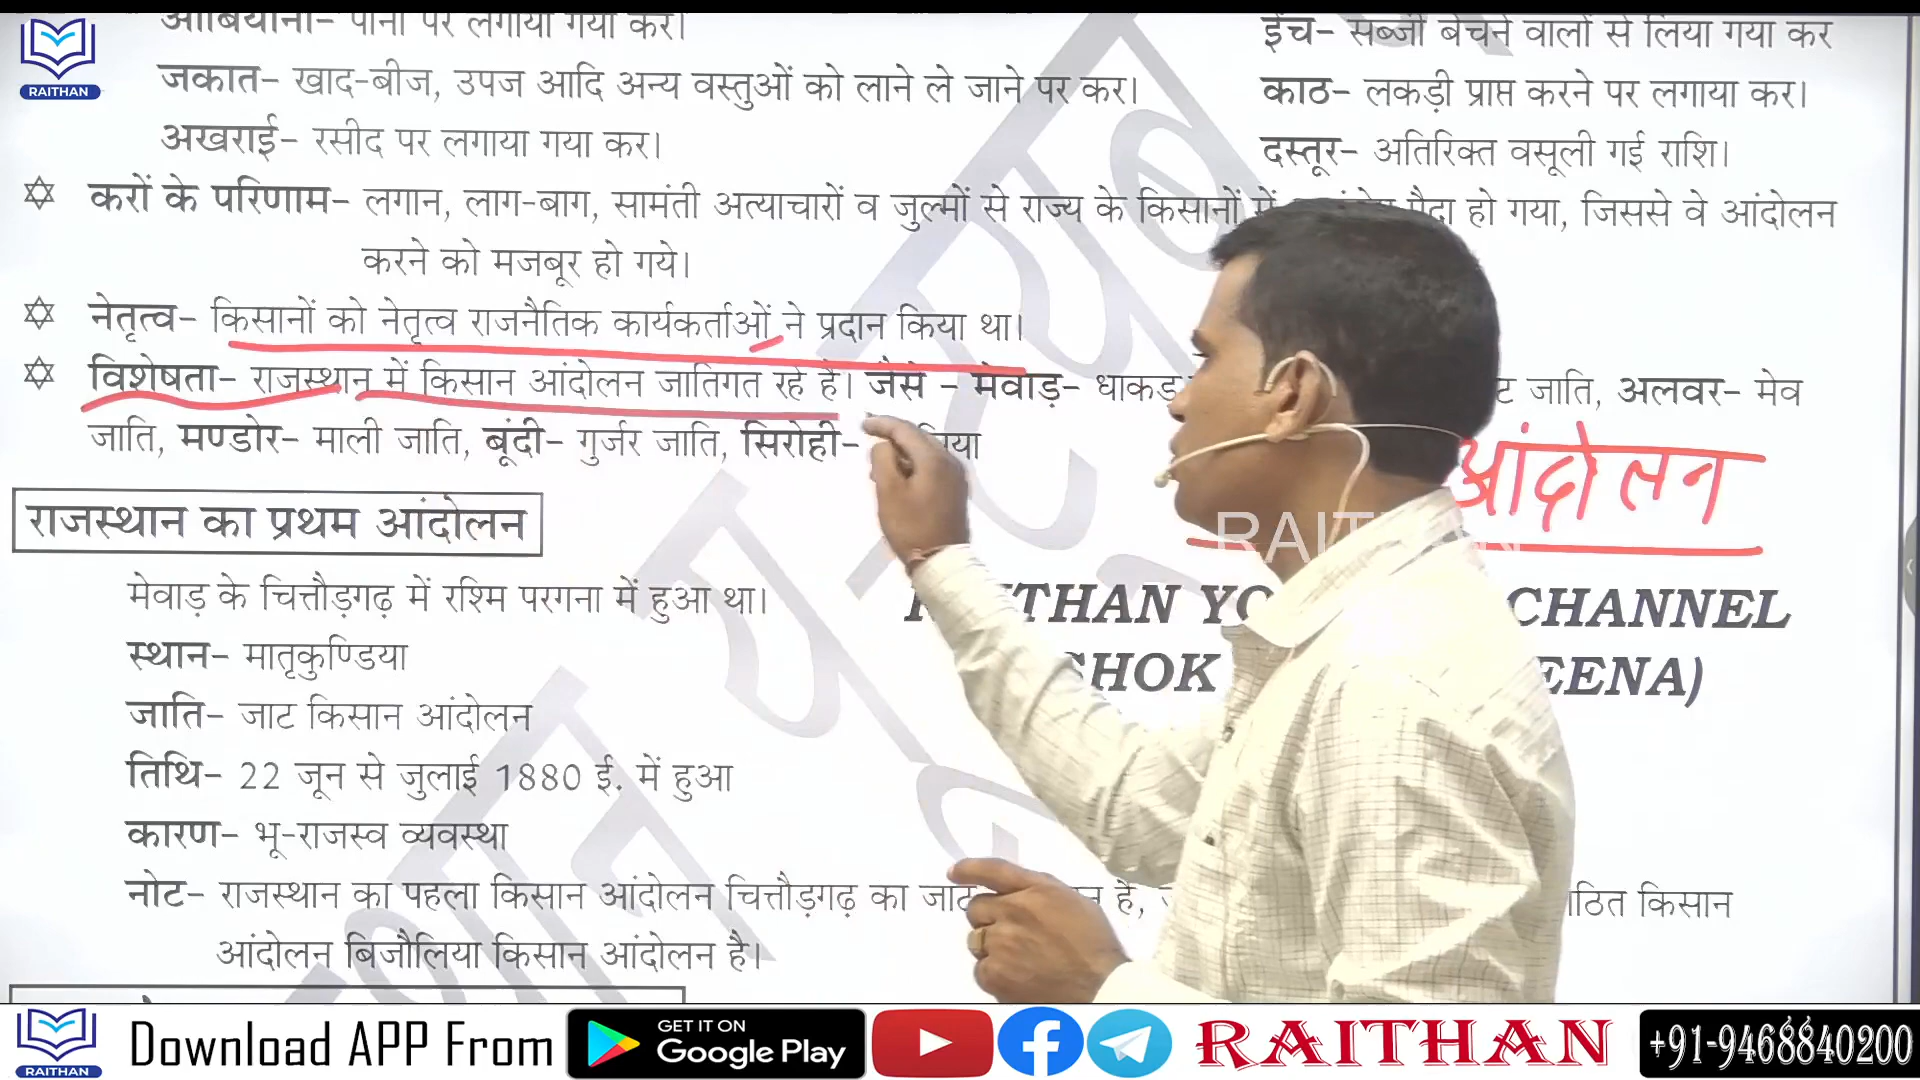 RAITHAN
आबियाना– पानी पर लगाया गया कर।
ईंच– सब्जी बेचने वालों से लिया गया कर
जकात– खाद-बीज, उपज आदि अन्य वस्तुओं को लाने ले जाने पर कर।
काठ– लकड़ी प्राप्त करने पर लगाया कर।
अखराई– रसीद पर लगाया गया कर।
दस्तूर– अतिरिक्त वसूली गई राशि।
करों के परिणाम– लगान, लाग-बाग, सामंती अत्याचारों व जुल्मों से राज्य के किसानों में पैदा हो गया, जिससे वे आंदोलन
करने को मजबूर हो गये।
नेतृत्व– किसानों को नेतृत्व राजनैतिक कार्यकर्ताओं ने प्रदान किया था।
विशेषता– राजस्थान में किसान आंदोलन जातिगत रहे है। जैसे – मेवाड़– धाकड़ जाति, अलवर– मेव
जाति, मण्डोर– माली जाति, बूंदी– गुर्जर जाति, सिरोही–
आंदोलन
राजस्थान का प्रथम आंदोलन
RAITHAN
मेवाड़ के चित्तौड़गढ़ में रश्मि परगना में हुआ था।
CHANNEL
स्थान– मातृकुण्डिया
जाति– जाट किसान आंदोलन
तिथि– 22 जून से जुलाई 1880 ई. में हुआ
कारण– भू-राजस्व व्यवस्था
नोट– राजस्थान का पहला किसान आंदोलन चित्तौड़गढ़ का जाट है, किसान
आंदोलन बिजौलिया किसान आंदोलन है।
RAITHAN
Download APP From
GET IT ON
Google Play
RAITHAN
+91-9468840200